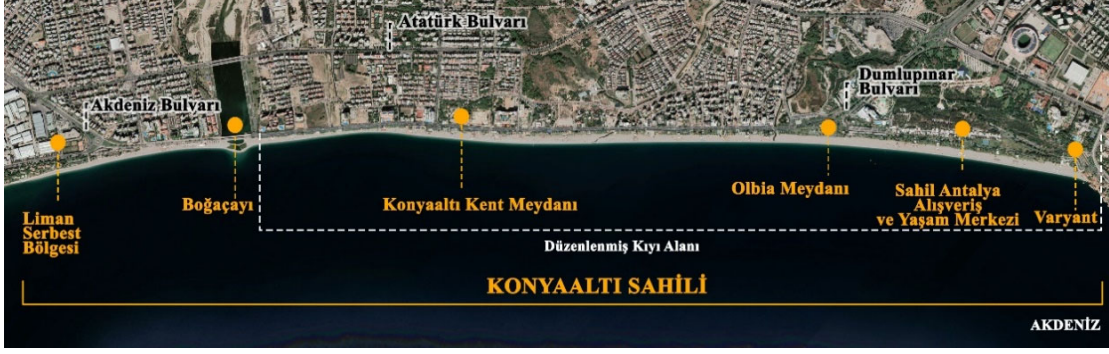 Atatürk Bulvarı
Dumlupınar
Bulvarı
Akdeniz Bulvarı
Liman
Serbest
Bölgesi
Boğaçayı
Konyaaltı Kent Meydanı
Olbia Meydanı
Sahil Antalya
Alışveriş
ve Yaşam Merkezi
Varyant
Düzenlenmiş Kıyı Alanı
KONYAALTI SAHİLİ
AKDENİZ